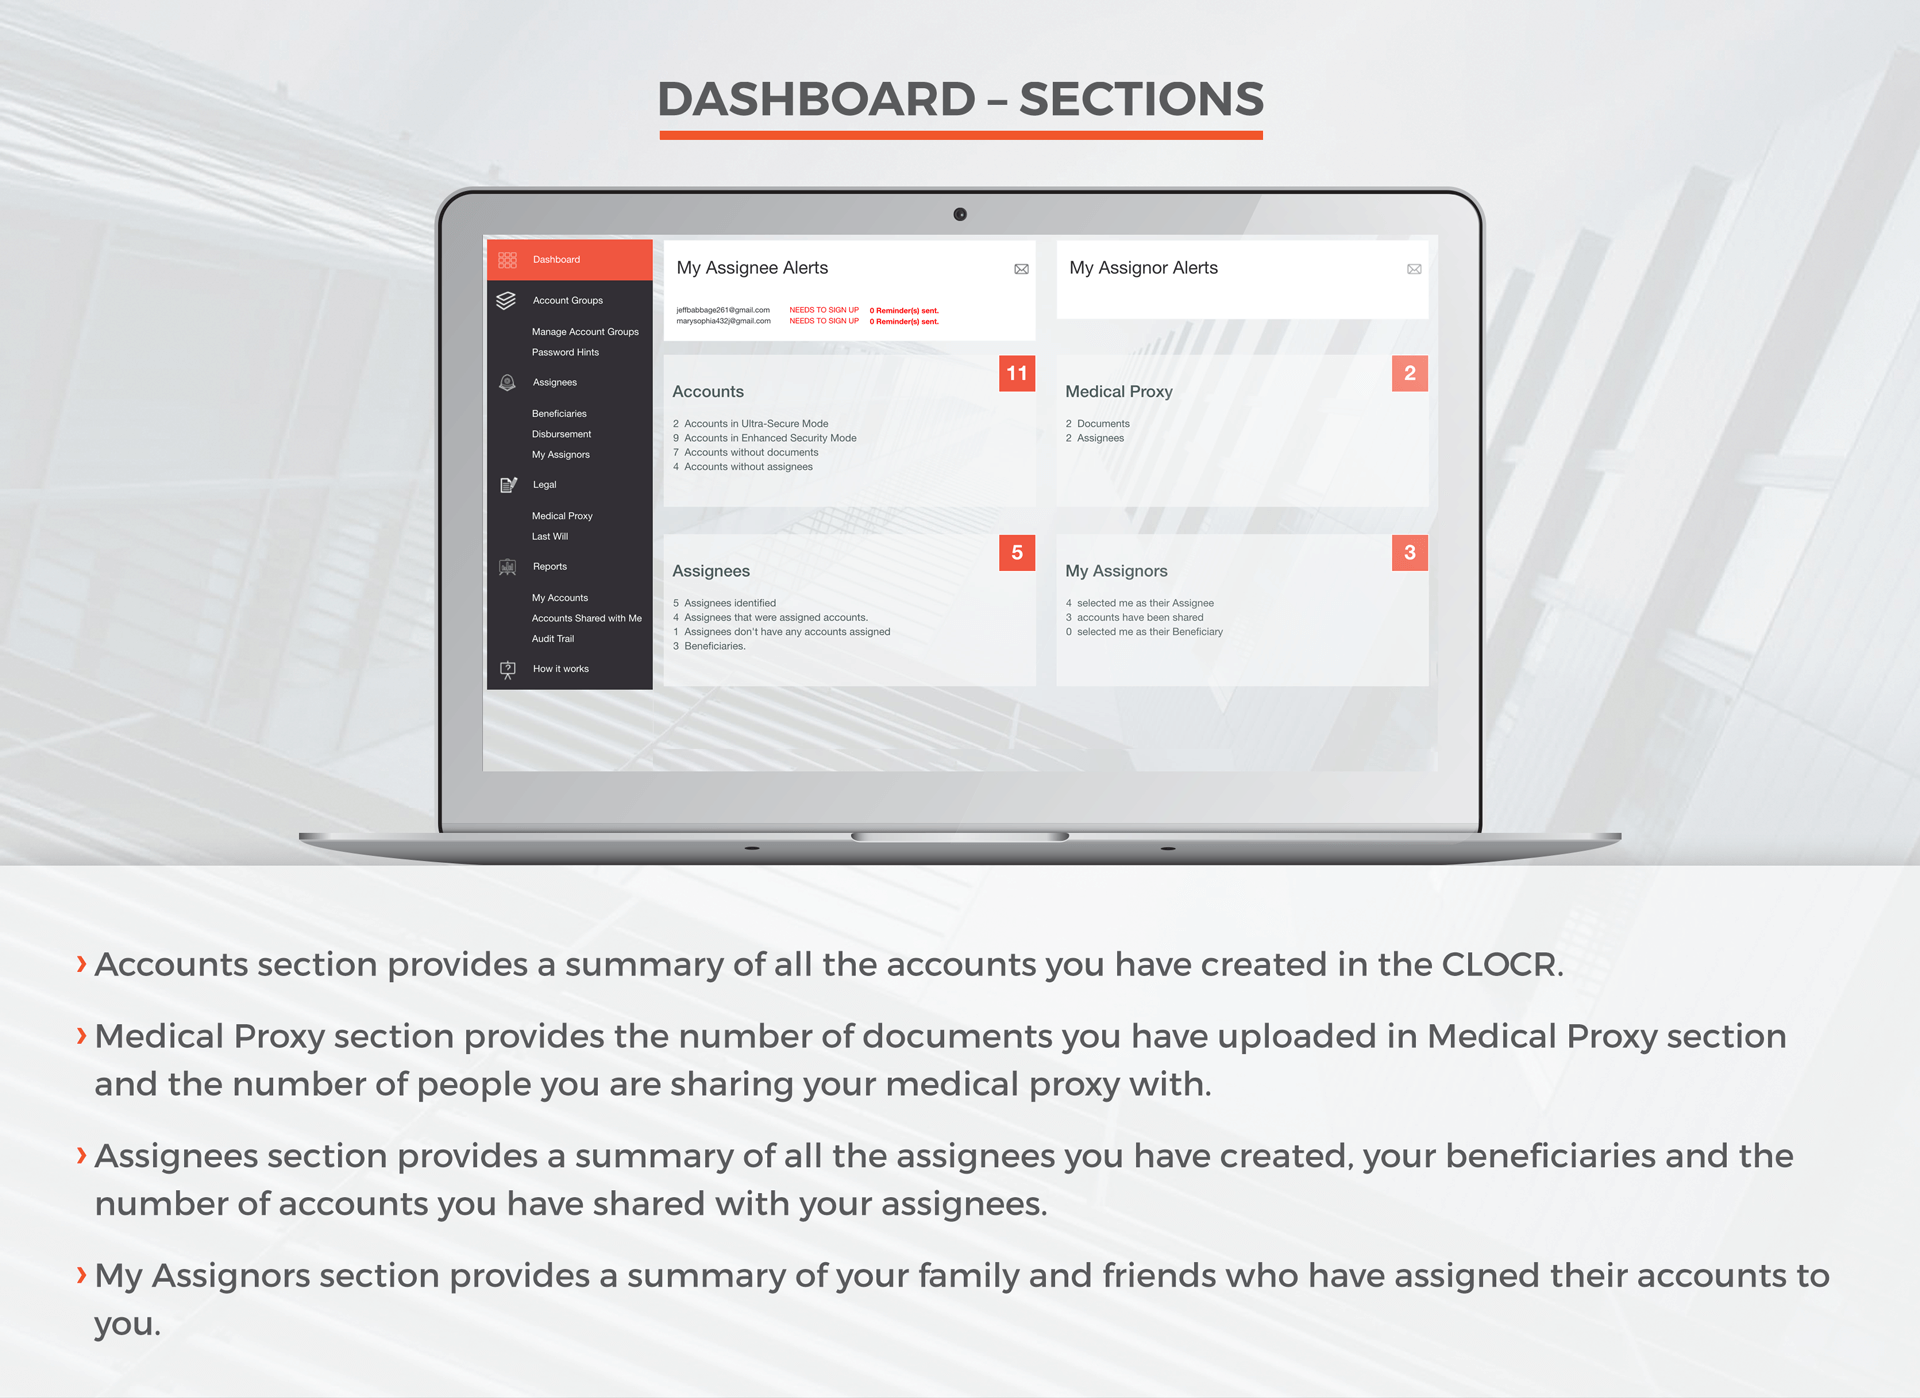 DASHBOARD – SECTIONS
Dashboard
Account Groups
Manage Account Groups
Password Hints
Assignees
Beneficiaries
Disbursement
My Assignors
Legal
Medical Proxy
Last Will
Reports
My Accounts
Accounts Shared with Me
Audit Trail
How it works
My Assignee Alerts
jeffbabbage261@gmail.com NEEDS TO SIGN UP 0 Reminder(s) sent.
marysophia432j@gmail.com NEEDS TO SIGN UP 0 Reminder(s) sent.
My Assignor Alerts
11
Accounts
2 Accounts in Ultra-Secure Mode
9 Accounts in Enhanced Security Mode
7 Accounts without documents
4 Accounts without assignees
2
Medical Proxy
2 Documents
2 Assignees
5
Assignees
5 Assignees identified
4 Assignees that were assigned accounts.
1 Assignees don't have any accounts assigned
3 Beneficiaries.
3
My Assignors
4 selected me as their Assignee
3 accounts have been shared
0 selected me as their Beneficiary
› Accounts section provides a summary of all the accounts you have created in the CLOCR.
› Medical Proxy section provides the number of documents you have uploaded in Medical Proxy section
and the number of people you are sharing your medical proxy with.
› Assignees section provides a summary of all the assignees you have created, your beneficiaries and the
number of accounts you have shared with your assignees.
› My Assignors section provides a summary of your family and friends who have assigned their accounts to
you.